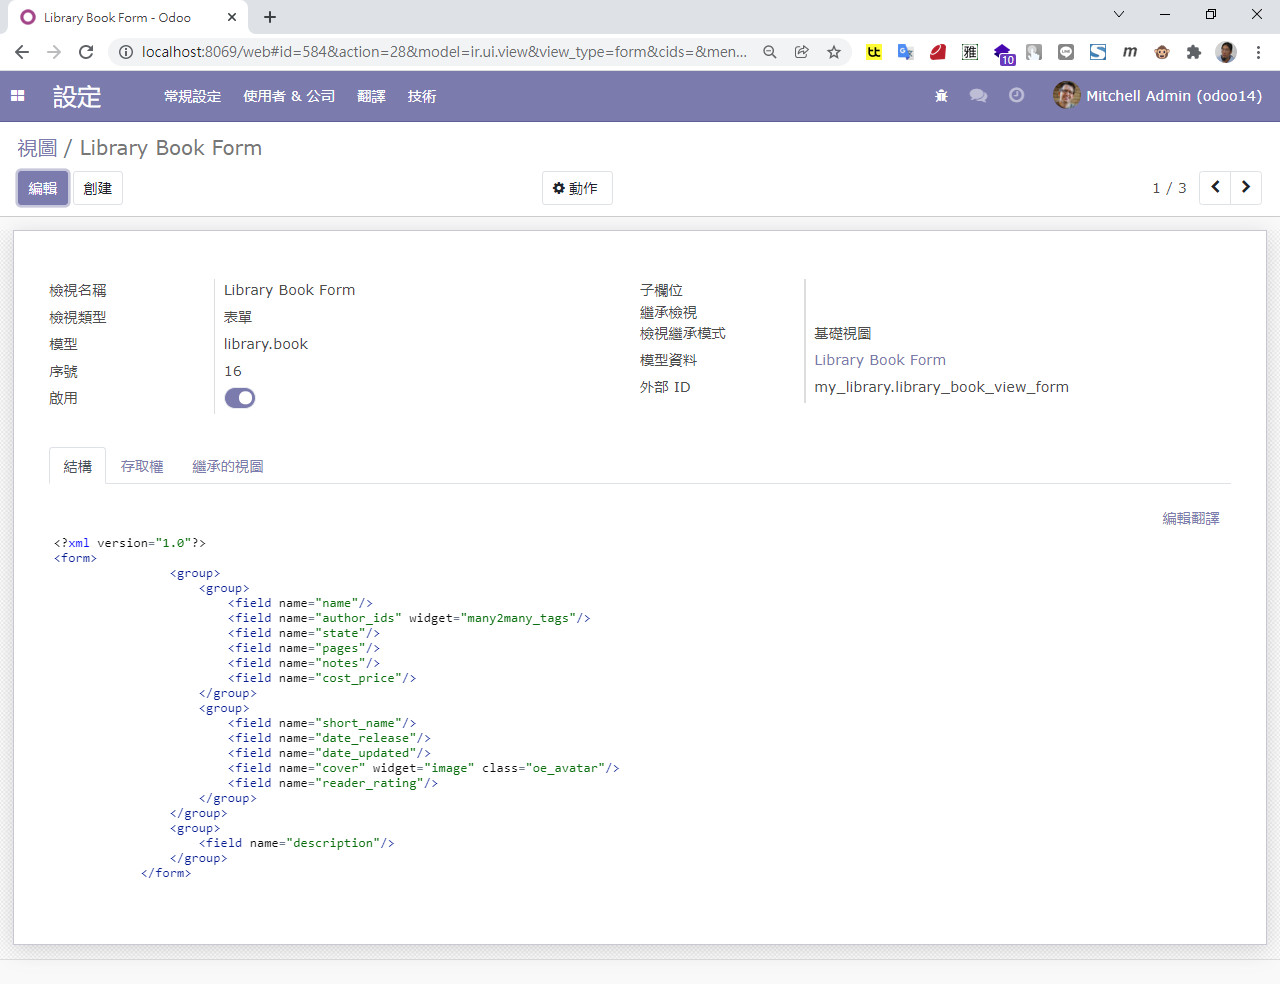 Library Book Form - Odoo
localhost:8069/web#id=584&action=28&model=ir.ui.view&view_type=form&cids=&men...
tt
雅
10
S
m
設定 常規設定 使用者 & 公司 翻譯 技術 Mitchell Admin (odoo14)
視圖 / Library Book Form
編輯 創建 動作 1 / 3
檢視名稱 Library Book Form
檢視類型 表單
模型 library.book
序號 16
啟用
子欄位
繼承檢視
檢視繼承模式 基礎視圖
模型資料 Library Book Form
外部 ID my_library.library_book_view_form
結構 存取權 繼承的視圖
編輯翻譯
<?xml version="1.0"?>
<form>
<group>
<group>
<field name="name"/>
<field name="author_ids" widget="many2many_tags"/>
<field name="state"/>
<field name="pages"/>
<field name="notes"/>
<field name="cost_price"/>
</group>
<group>
<field name="short_name"/>
<field name="date_release"/>
<field name="date_updated"/>
<field name="cover" widget="image" class="oe_avatar"/>
<field name="reader_rating"/>
</group>
</group>
<group>
<field name="description"/>
</group>
</form>